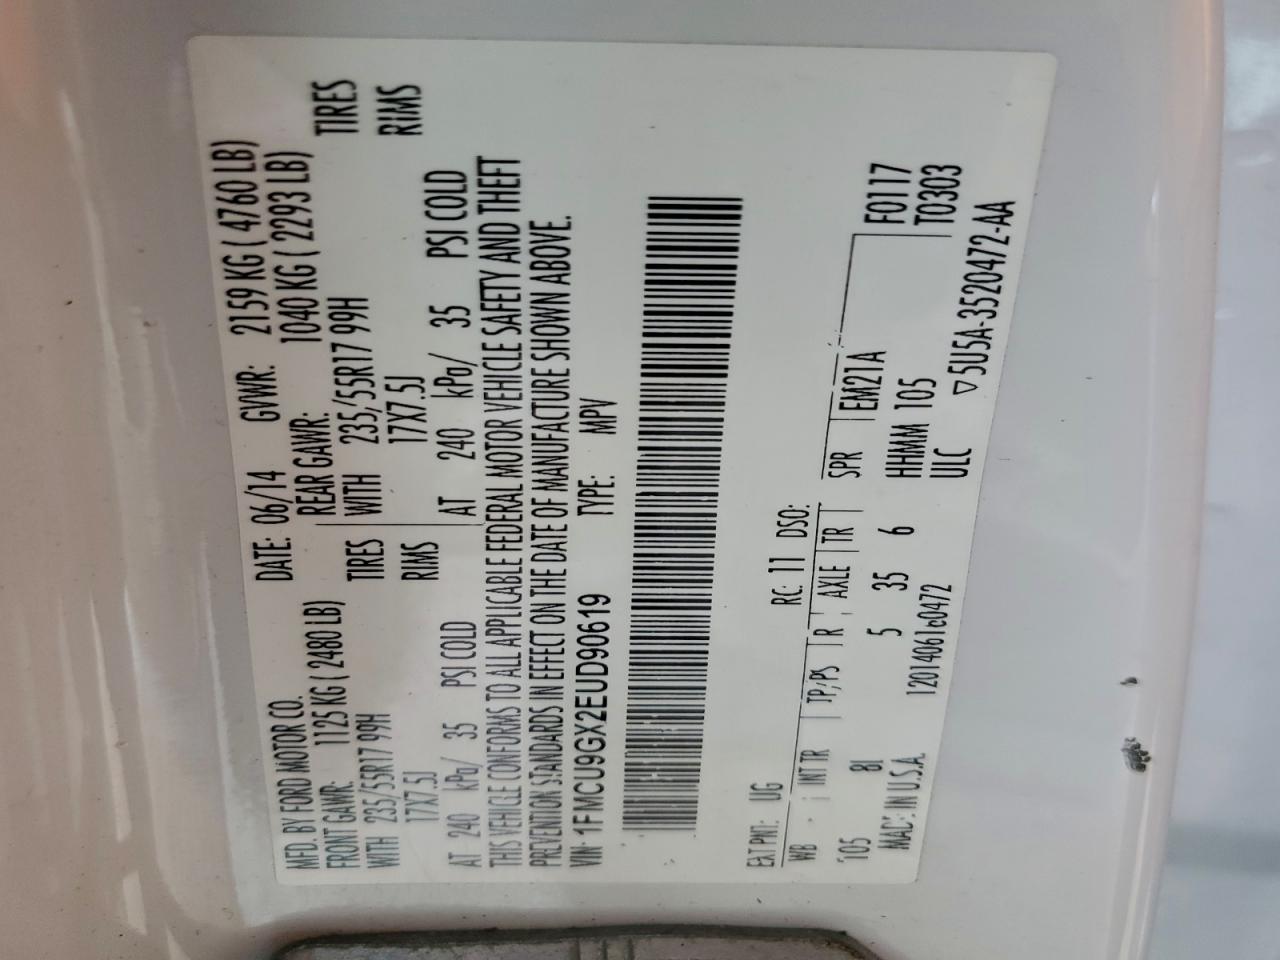 MFD. BY FORD MOTOR CO.
DATE: 06/14 GVWR: 2159 KG ( 4760 LB)
FRONT GAWR: 1125 KG ( 2480 LB) REAR GAWR: 1040 KG ( 2293 LB)
WITH 235/55R17 99H TIRES WITH 235/55R17 99H TIRES
17X7.5J RIMS 17X7.5J RIMS
AT 240 kPa/ 35 PSI COLD AT 240 kPa/ 35 PSI COLD
THIS VEHICLE CONFORMS TO ALL APPLICABLE FEDERAL MOTOR VEHICLE SAFETY AND THEFT
PREVENTION STANDARDS IN EFFECT ON THE DATE OF MANUFACTURE SHOWN ABOVE.
VIN: 1FMCU9GX2EUD90619 TYPE: MPV
EXT PNT: UG RC: 11 DSO:
WB INT TR TP/PS R AXLE TR SPR EM21A F0117
105 8I 5 35 6 HHMM 105 T0303
MADE IN U.S.A. 1201406160472 ULC ▽5U5A-3520472-AA